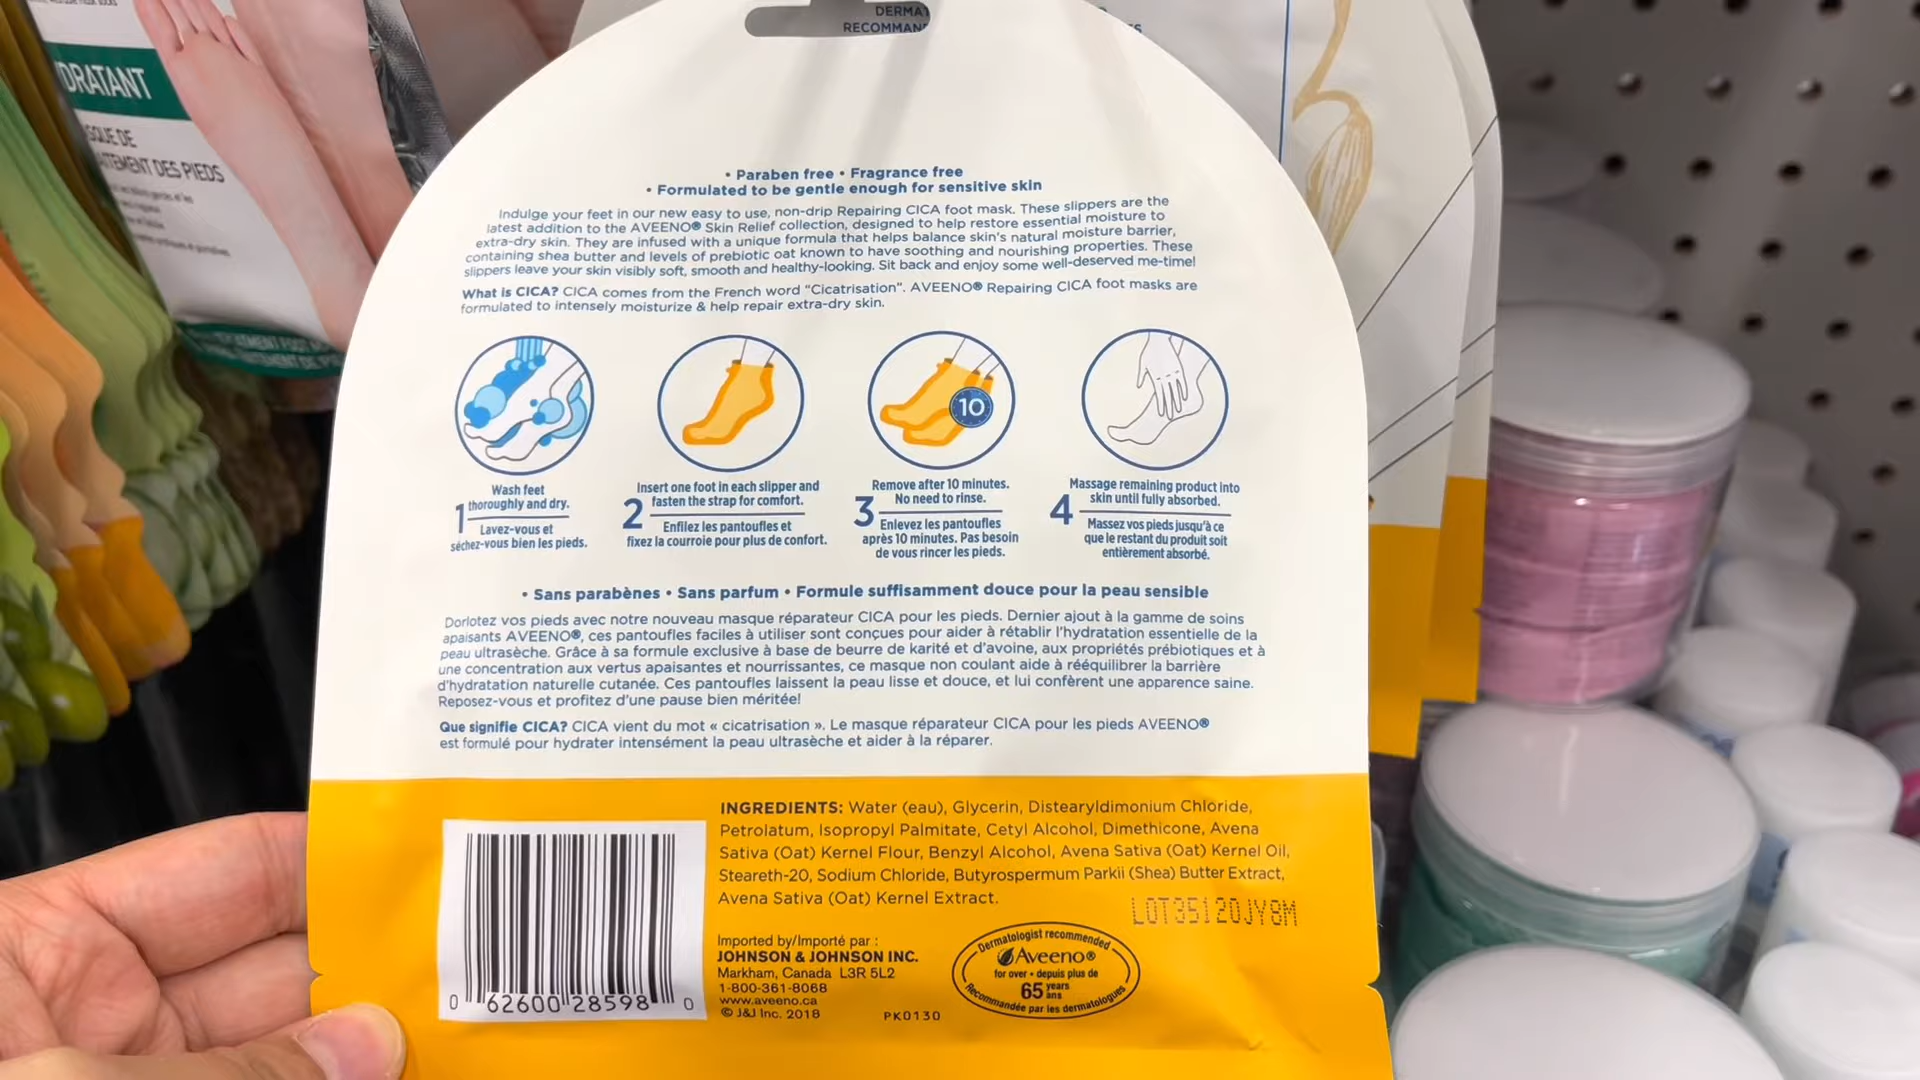 DRATANT
DES PIEDS
RECOMMAN
• Paraben free • Fragrance free
• Formulated to be gentle enough for sensitive skin
Indulge your feet in our new easy to use, non-drip Repairing CICA foot mask. These slippers are the
latest addition to the AVEENO® Skin Relief collection, designed to help restore essential moisture to
extra-dry skin. They are infused with a unique formula that helps balance skin's natural moisture barrier,
containing shea butter and levels of prebiotic oat known to have soothing and nourishing properties. These
slippers leave your skin visibly soft, smooth and healthy-looking. Sit back and enjoy some well-deserved me-time!
What is CICA? CICA comes from the French word "Cicatrisation". AVEENO® Repairing CICA foot masks are
formulated to intensely moisturize & help repair extra-dry skin.
10
1
Wash feet
thoroughly and dry.
Lavez-vous et
séchez-vous bien les pieds.
2
Insert one foot in each slipper and
fasten the strap for comfort.
Enfilez les pantoufles et
fixez la courroie pour plus de confort.
3
Remove after 10 minutes.
No need to rinse.
Enlevez les pantoufles
après 10 minutes. Pas besoin
de vous rincer les pieds.
4
Massage remaining product into
skin until fully absorbed.
Massez vos pieds jusqu'à ce
que le restant du produit soit
entièrement absorbé.
• Sans parabènes • Sans parfum • Formule suffisamment douce pour la peau sensible
Dorlotez vos pieds avec notre nouveau masque réparateur CICA pour les pieds. Dernier ajout à la gamme de soins
apaisants AVEENO®, ces pantoufles faciles à utiliser sont conçues pour aider à rétablir l'hydratation essentielle de la
peau ultrasèche. Grâce à sa formule exclusive à base de beurre de karité et d'avoine, aux propriétés prébiotiques et à
une concentration aux vertus apaisantes et nourrissantes, ce masque non coulant aide à rééquilibrer la barrière
d'hydratation naturelle cutanée. Ces pantoufles laissent la peau lisse et douce, et lui confèrent une apparence saine.
Reposez-vous et profitez d'une pause bien méritée!
Que signifie CICA? CICA vient du mot « cicatrisation ». Le masque réparateur CICA pour les pieds AVEENO®
est formulé pour hydrater intensément la peau ultrasèche et aider à la réparer.
INGREDIENTS: Water (eau), Glycerin, Distearyldimonium Chloride,
Petrolatum, Isopropyl Palmitate, Cetyl Alcohol, Dimethicone, Avena
Sativa (Oat) Kernel Flour, Benzyl Alcohol, Avena Sativa (Oat) Kernel Oil,
Steareth-20, Sodium Chloride, Butyrospermum Parkii (Shea) Butter Extract,
Avena Sativa (Oat) Kernel Extract.
LOT3512OJY8M
Imported by/Importé par :
JOHNSON & JOHNSON INC.
Markham, Canada L3R 5L2
1-800-361-8068
www.aveeno.ca
© J&J Inc. 2018
PK0130
Dermatologist recommended
Aveeno®
for over • depuis plus de
65 years
ans
Recommandée par les dermatologues
0 62600 28598 0